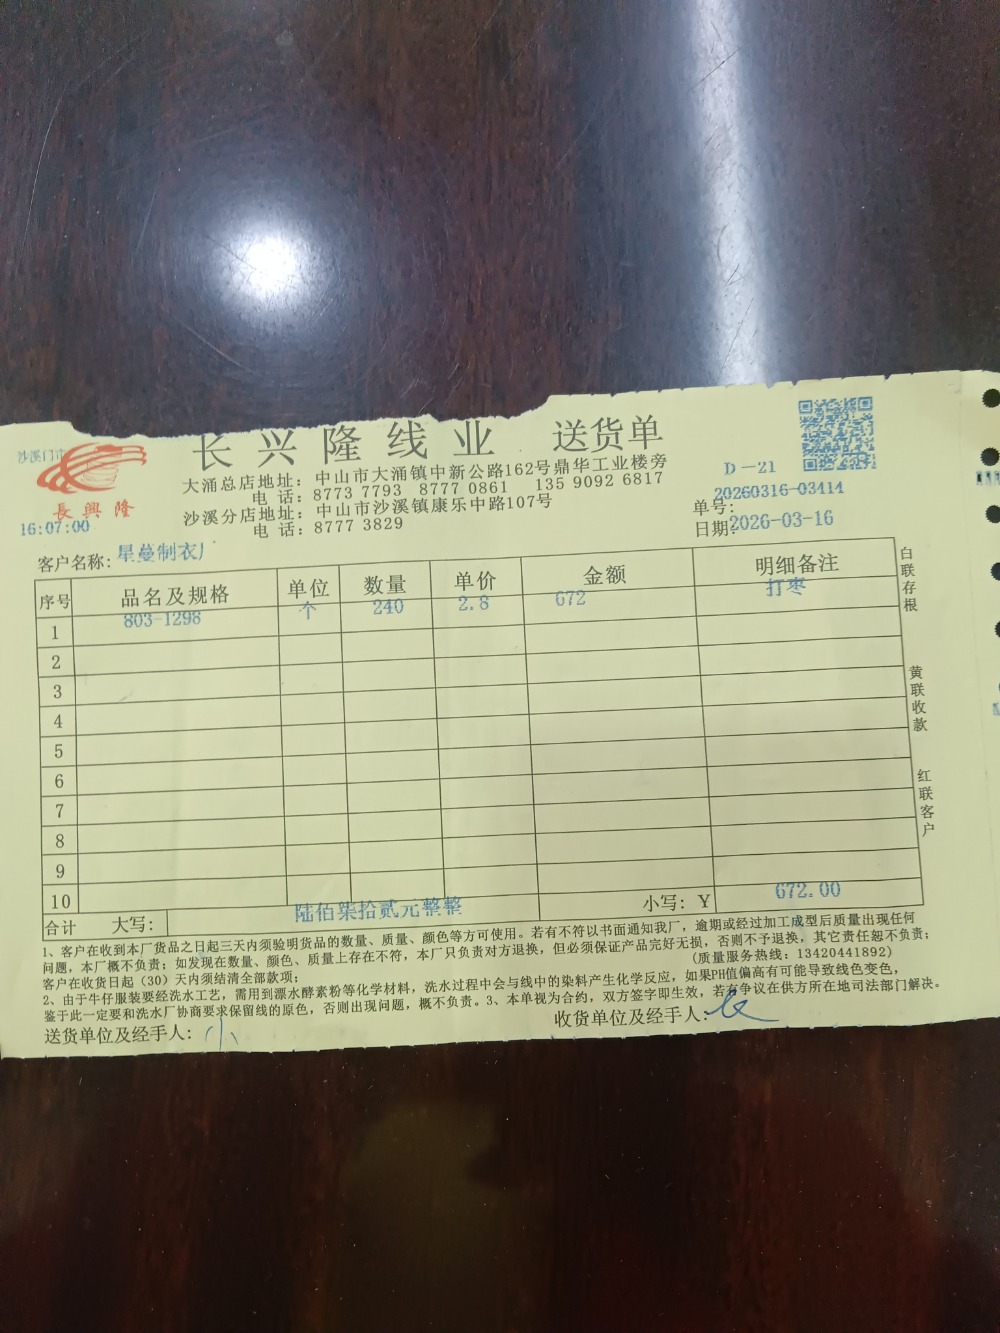 沙溪门市
長興隆
16:07:00
长兴隆线业 送货单
大涌总店地址：中山市大涌镇中新公路162号鼎华工业楼旁
电 话：8773 7793 8777 0861 135 9092 6817
沙溪分店地址：中山市沙溪镇康乐中路107号
电 话：8777 3829
D-21
单号：20260316-03414
日期：2026-03-16
客户名称：星蔓制衣厂
序号 品名及规格 单位 数量 单价 金额 明细备注
1 803-1298 个 240 2.8 672 打枣
2
3
4
5
6
7
8
9
10
合计 大写：陆佰柒拾贰元整整 小写：Y 672.00
白联存根
黄联收款
红联客户
1、客户在收到本厂货品之日起三天内须验明货品的数量、质量、颜色等方可使用。若有不符以书面通知我厂，逾期或经过加工成型后质量出现任何
问题，本厂概不负责；如发现在数量、颜色、质量上存在不符，本厂只负责对方退换，但必须保证产品完好无损，否则不予退换，其它责任恕不负责；
客户在收货日起（30）天内须结清全部款项； (质量服务热线：13420441892)
2、由于牛仔服装要经洗水工艺，需用到漂水酵素粉等化学材料，洗水过程中会与线中的染料产生化学反应，如果PH值偏高有可能导致线色变色，
鉴于此一定要和洗水厂协商要求保留线的原色，否则出现问题，概不负责。3、本单视为合约，双方签字即生效，若有争议在供方所在地司法部门解决。
送货单位及经手人： 收货单位及经手人：